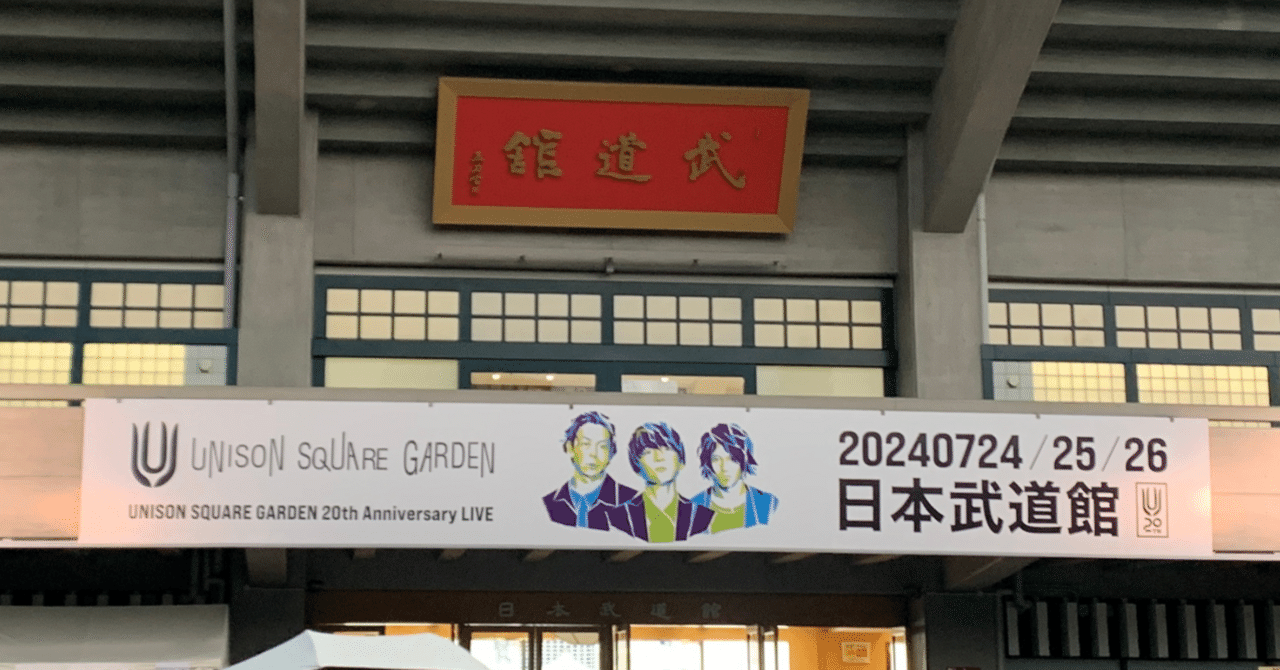 館道武
UNISON SQUARE GARDEN
UNISON SQUARE GARDEN 20th Anniversary LIVE
20240724/25/26
日本武道館
U
20
日本武道館